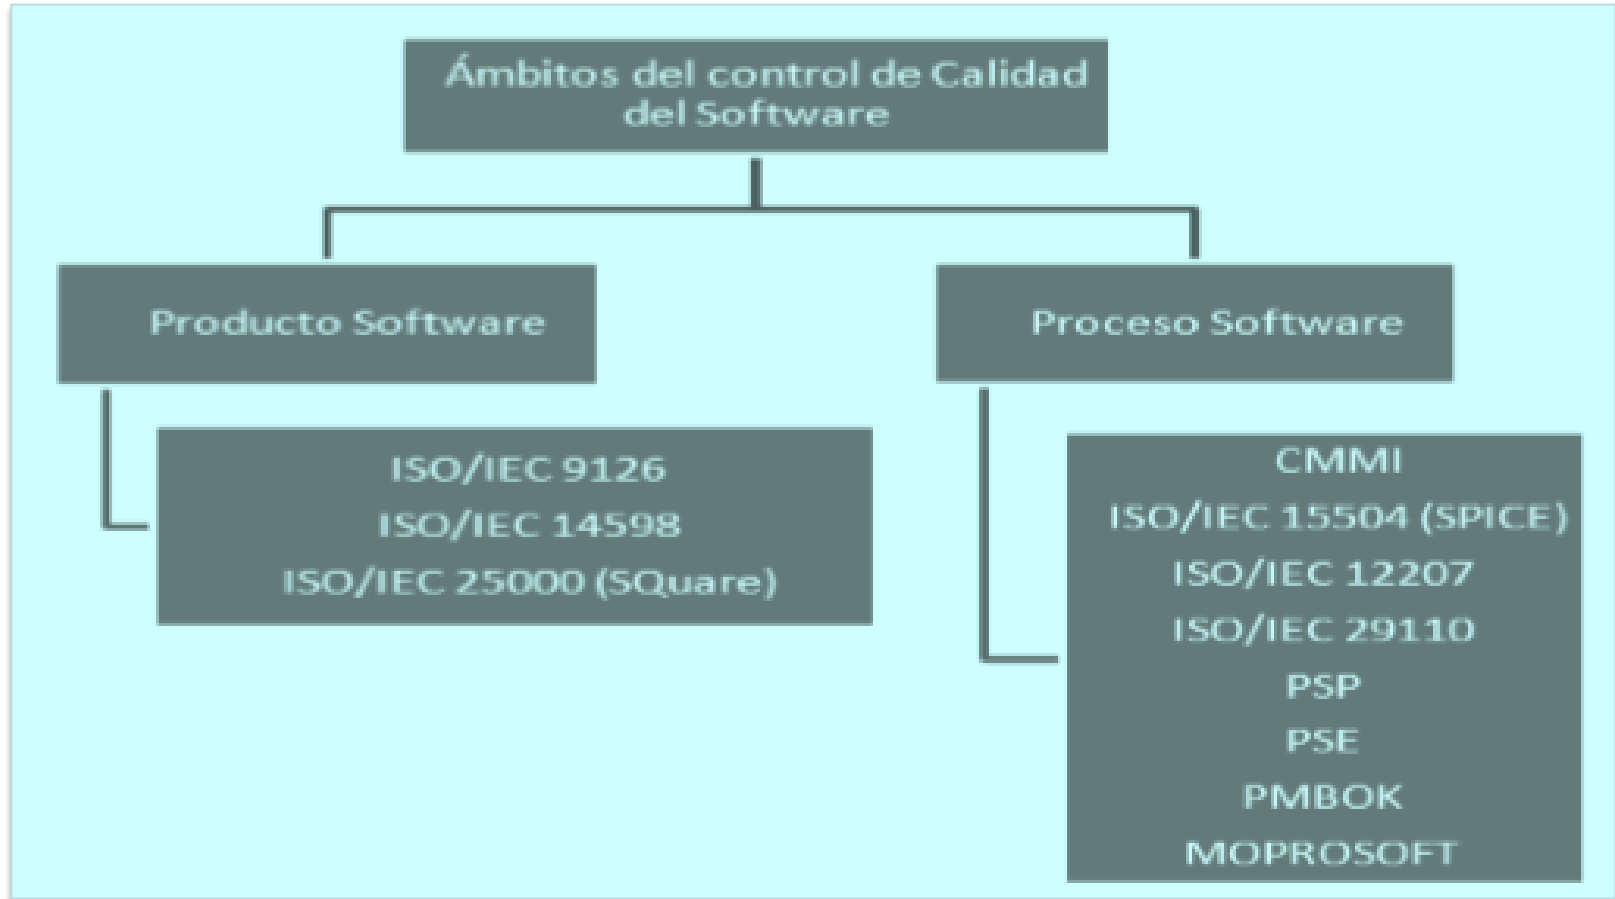 Ámbitos del control de Calidad
del Software
Producto Software
Proceso Software
ISO/IEC 9126
ISO/IEC 14598
ISO/IEC 25000 (SQuare)
CMMI
ISO/IEC 15504 (SPICE)
ISO/IEC 12207
ISO/IEC 29110
PSP
PSE
PMBOK
MOPROSOFT